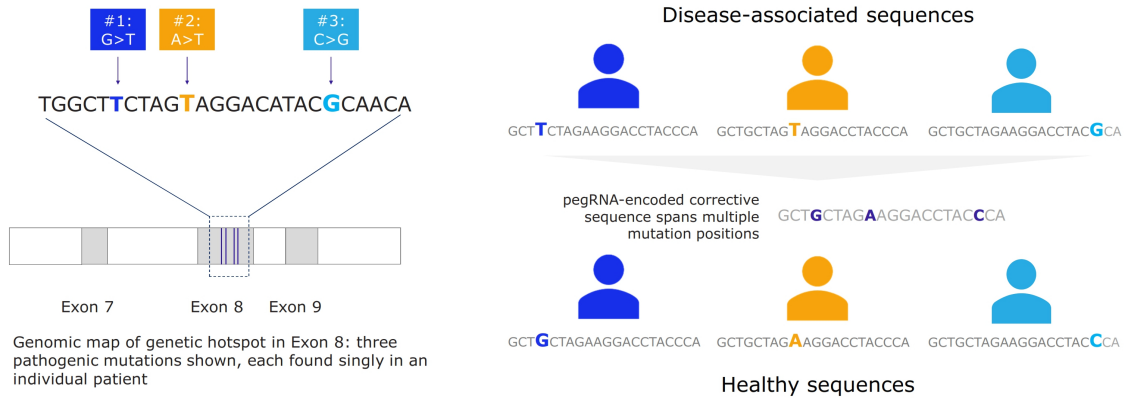 #1:
G>T
#2:
A>T
#3:
C>G
TGGCTTCTAGTAGGACATACGCAACA
Exon 7
Exon 8
Exon 9
Genomic map of genetic hotspot in Exon 8: three
pathogenic mutations shown, each found singly in an
individual patient
Disease-associated sequences
GCTTCTAGAAGGACCTACCCA
GCTGCTAGTAGGACCTACCCA
GCTGCTAGAAGGACCTACGCA
pegRNA-encoded corrective
sequence spans multiple
mutation positions
GCTGCTAGAAGGACCTACCCA
GCTGCTAGAAGGACCTACCCA
GCTGCTAGAAGGACCTACCCA
GCTGCTAGAAGGACCTACCCA
Healthy sequences